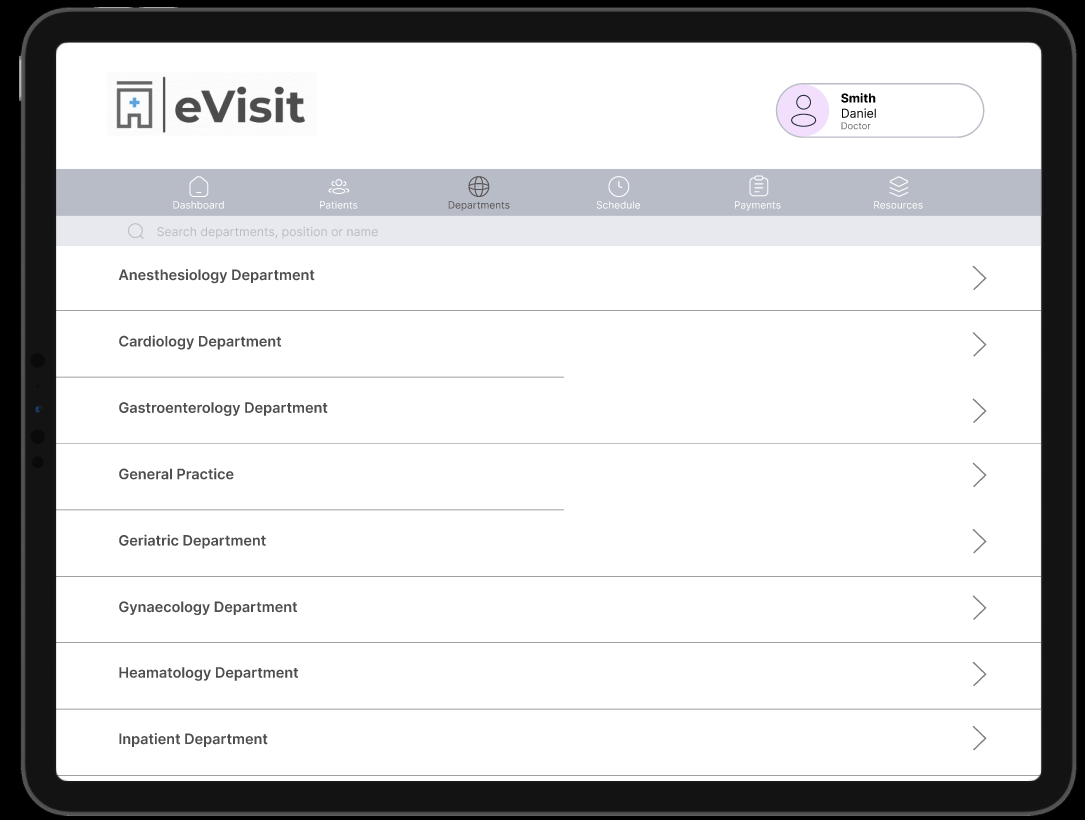 eVisit
Smith
Daniel
Doctor
Dashboard
Patients
Departments
Schedule
Payments
Resources
Search departments, position or name
Anesthesiology Department
Cardiology Department
Gastroenterology Department
General Practice
Geriatric Department
Gynaecology Department
Heamatology Department
Inpatient Department